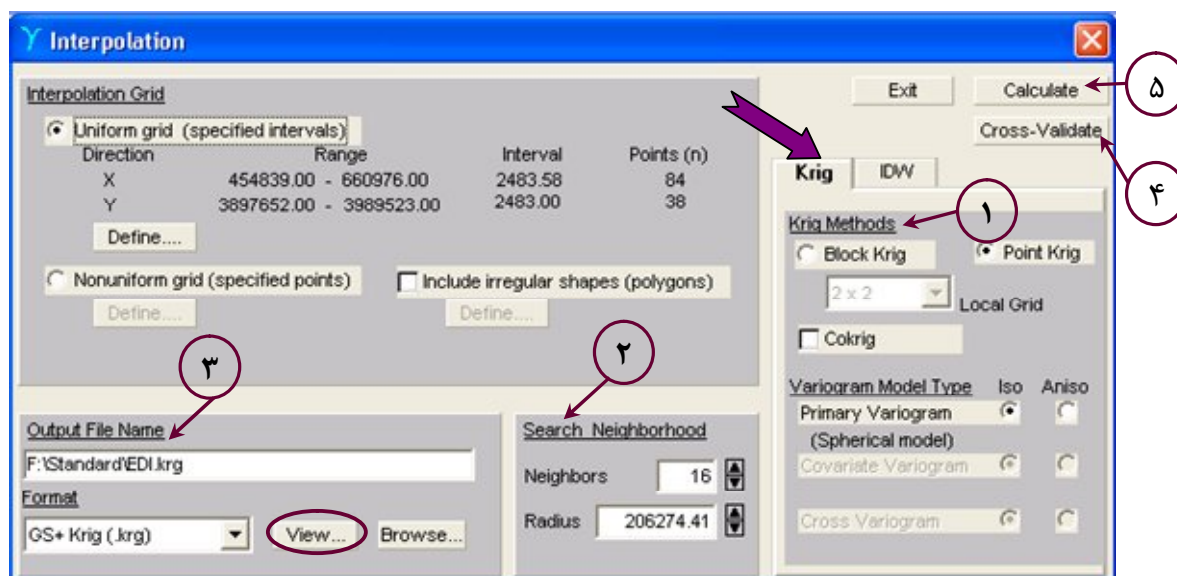 Interpolation
Interpolation Grid
Uniform grid (specified intervals)
Direction Range Interval Points (n)
X 454839.00 - 660976.00 2483.58 84
Y 3897652.00 - 3989523.00 2483.00 38
Define....
Nonuniform grid (specified points)
Include irregular shapes (polygons)
Define....
Define....
Exit
Calculate
۵
Cross-Validate
۴
Krig
IDW
Krig Methods
۱
Block Krig
Point Krig
2 x 2
Local Grid
Cokrig
Variogram Model Type Iso Aniso
Primary Variogram
(Spherical model)
Covariate Variogram
Cross Variogram
۳
Output File Name
F:\Standard\EDI.krg
Format
GS+ Krig (.krg)
View...
Browse...
۲
Search Neighborhood
Neighbors 16
Radius 206274.41